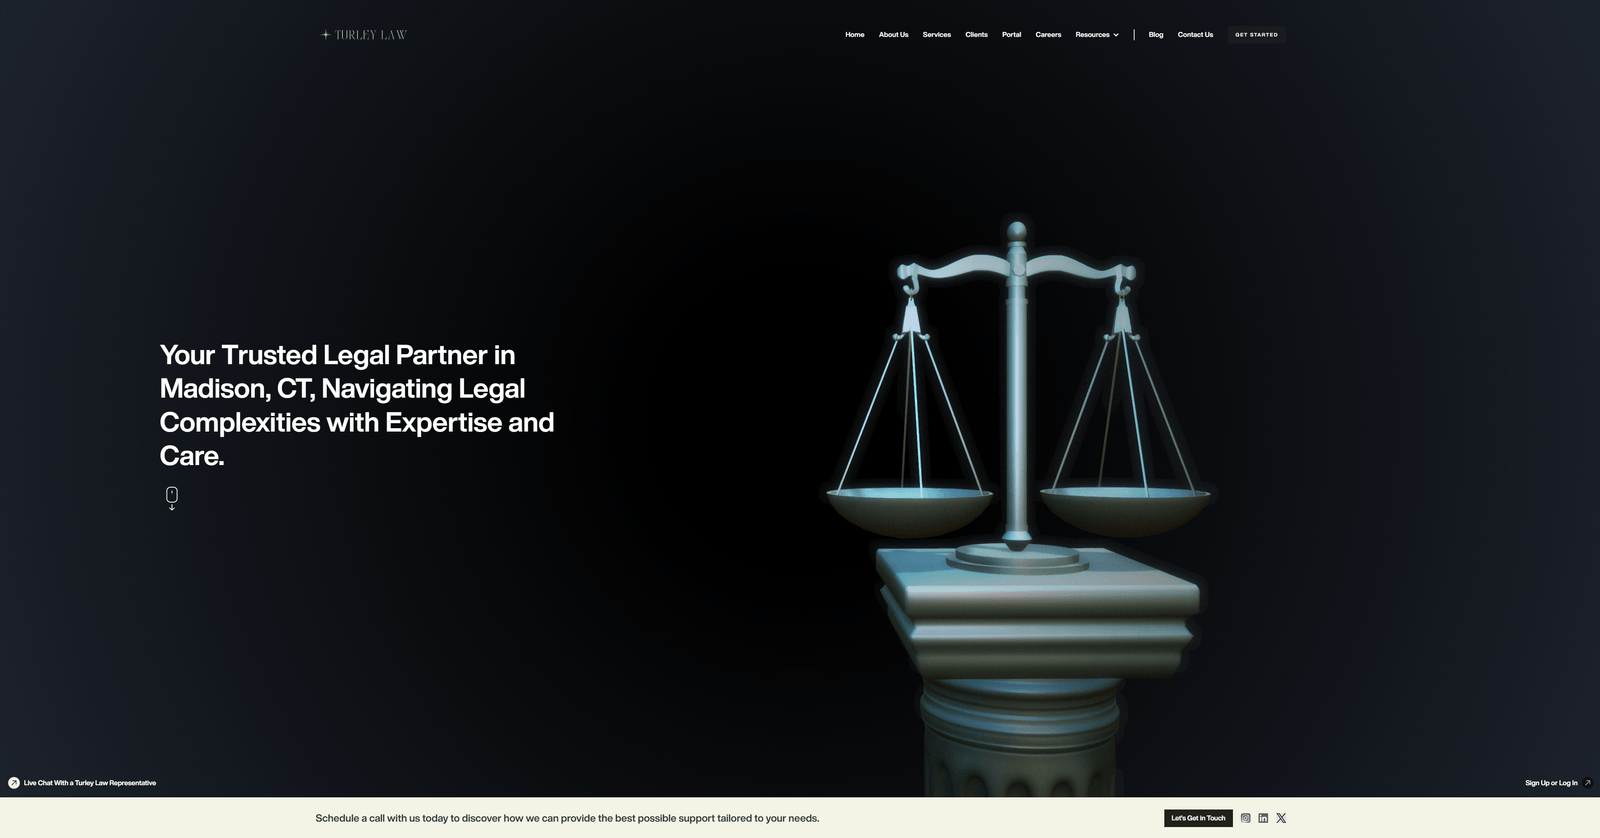 TURLEY LAW
Home About Us Services Clients Portal Careers Resources Blog Contact Us GET STARTED
Your Trusted Legal Partner in
Madison, CT, Navigating Legal
Complexities with Expertise and
Care.
Live Chat With a Turley Law Representative
Sign Up or Log In
Schedule a call with us today to discover how we can provide the best possible support tailored to your needs.
Let's Get in Touch